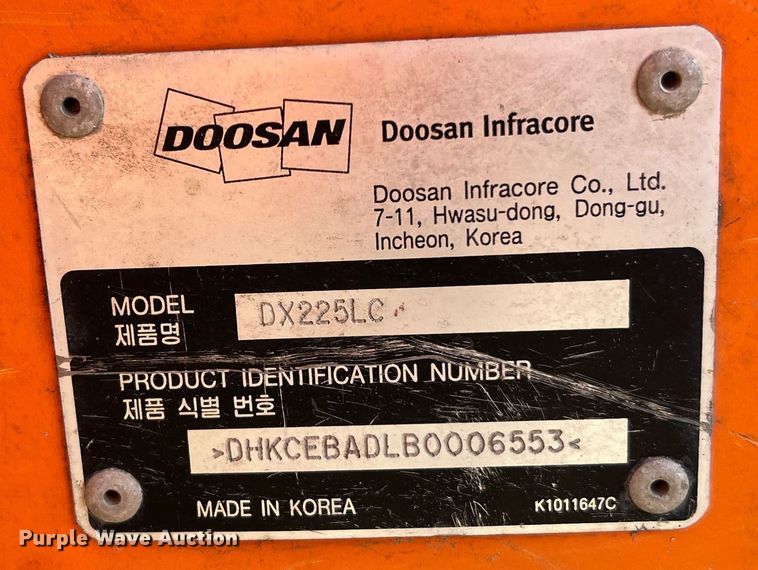 DOOSAN Doosan Infracore
Doosan Infracore Co., Ltd.
7-11, Hwasu-dong, Dong-gu,
Incheon, Korea
MODEL DX225LC
제품명
PRODUCT IDENTIFICATION NUMBER
제품 식별 번호
>DHKCEBADLB0006553<
MADE IN KOREA K1011647C
Purple Wave Auction